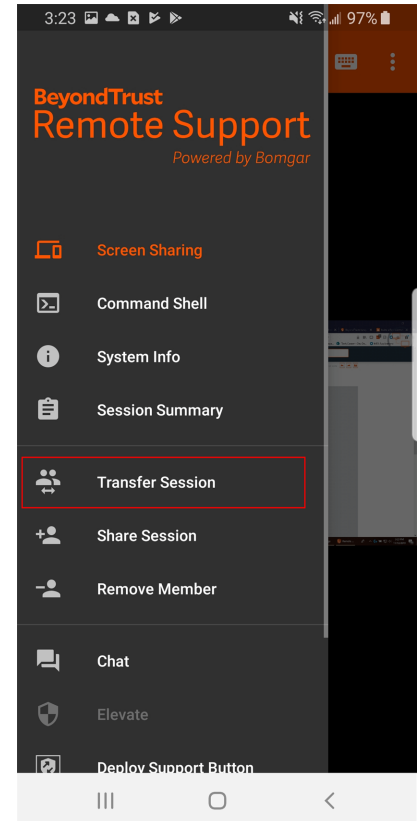 3:23 97%
BeyondTrust
Remote Support
Powered by Bomgar
Screen Sharing
Command Shell
System Info
Session Summary
Transfer Session
Share Session
Remove Member
Chat
Elevate
Deploy Support Button